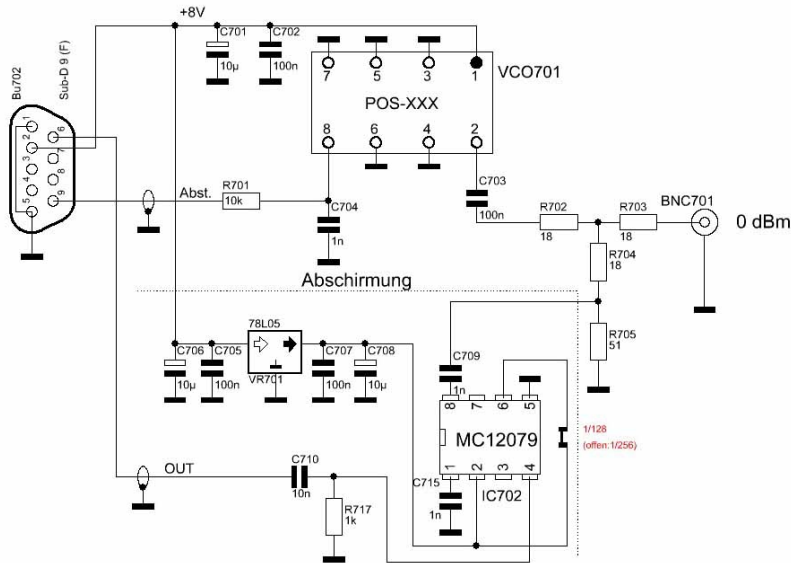 +8V
C701
10µ
C702
100n
7
5
3
1
VCO701
POS-XXX
8
6
4
2
Bu702
Sub-D 9 (F)
1
2
3
4
5
6
7
8
9
Abst.
R701
10k
C704
1n
C703
100n
R702
18
R703
18
BNC701
0 dBm
R704
18
R705
51
Abschirmung
78L05
VR701
C706
10µ
C705
100n
C707
100n
C708
10µ
C709
1n
8
7
6
5
MC12079
1
2
3
4
IC702
1/128
(offen:1/256)
C715
1n
OUT
C710
10n
R717
1k